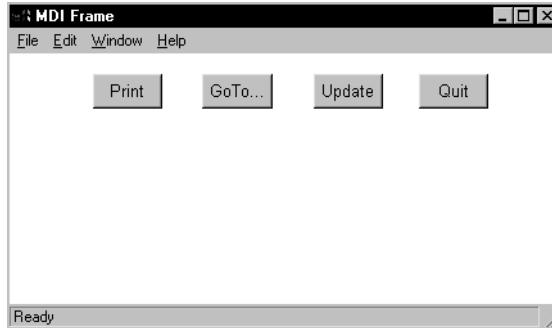 MDI Frame
File Edit Window Help
Print GoTo... Update Quit
Ready